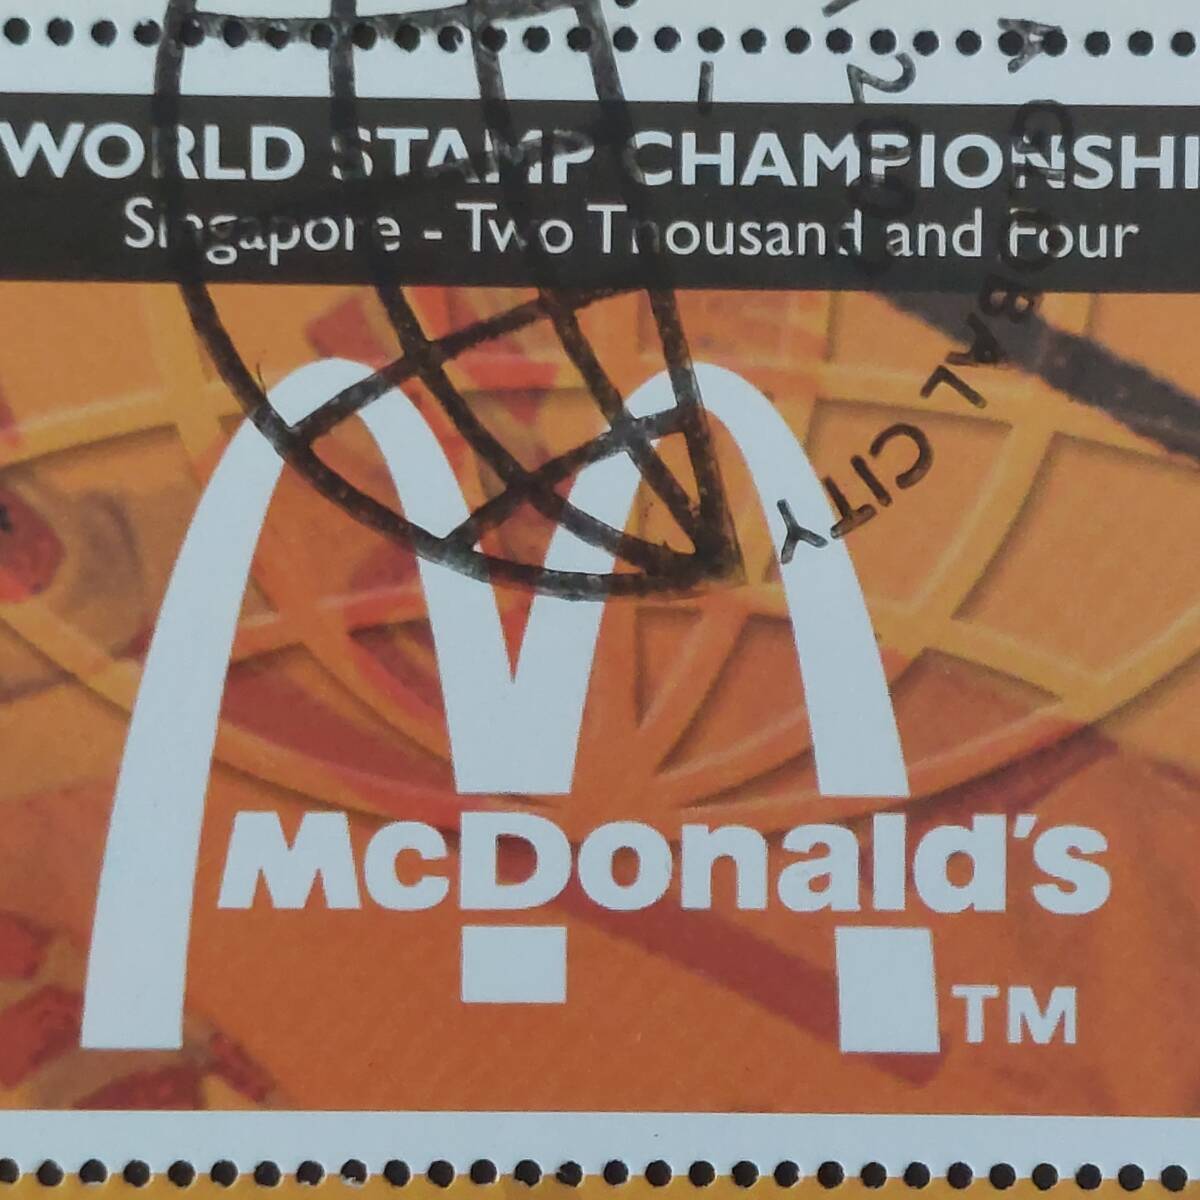 WORLD STAMP CHAMPIONSHI
Singapore - Two Thousand and Four
A GLOBAL CITY
McDonald's
TM